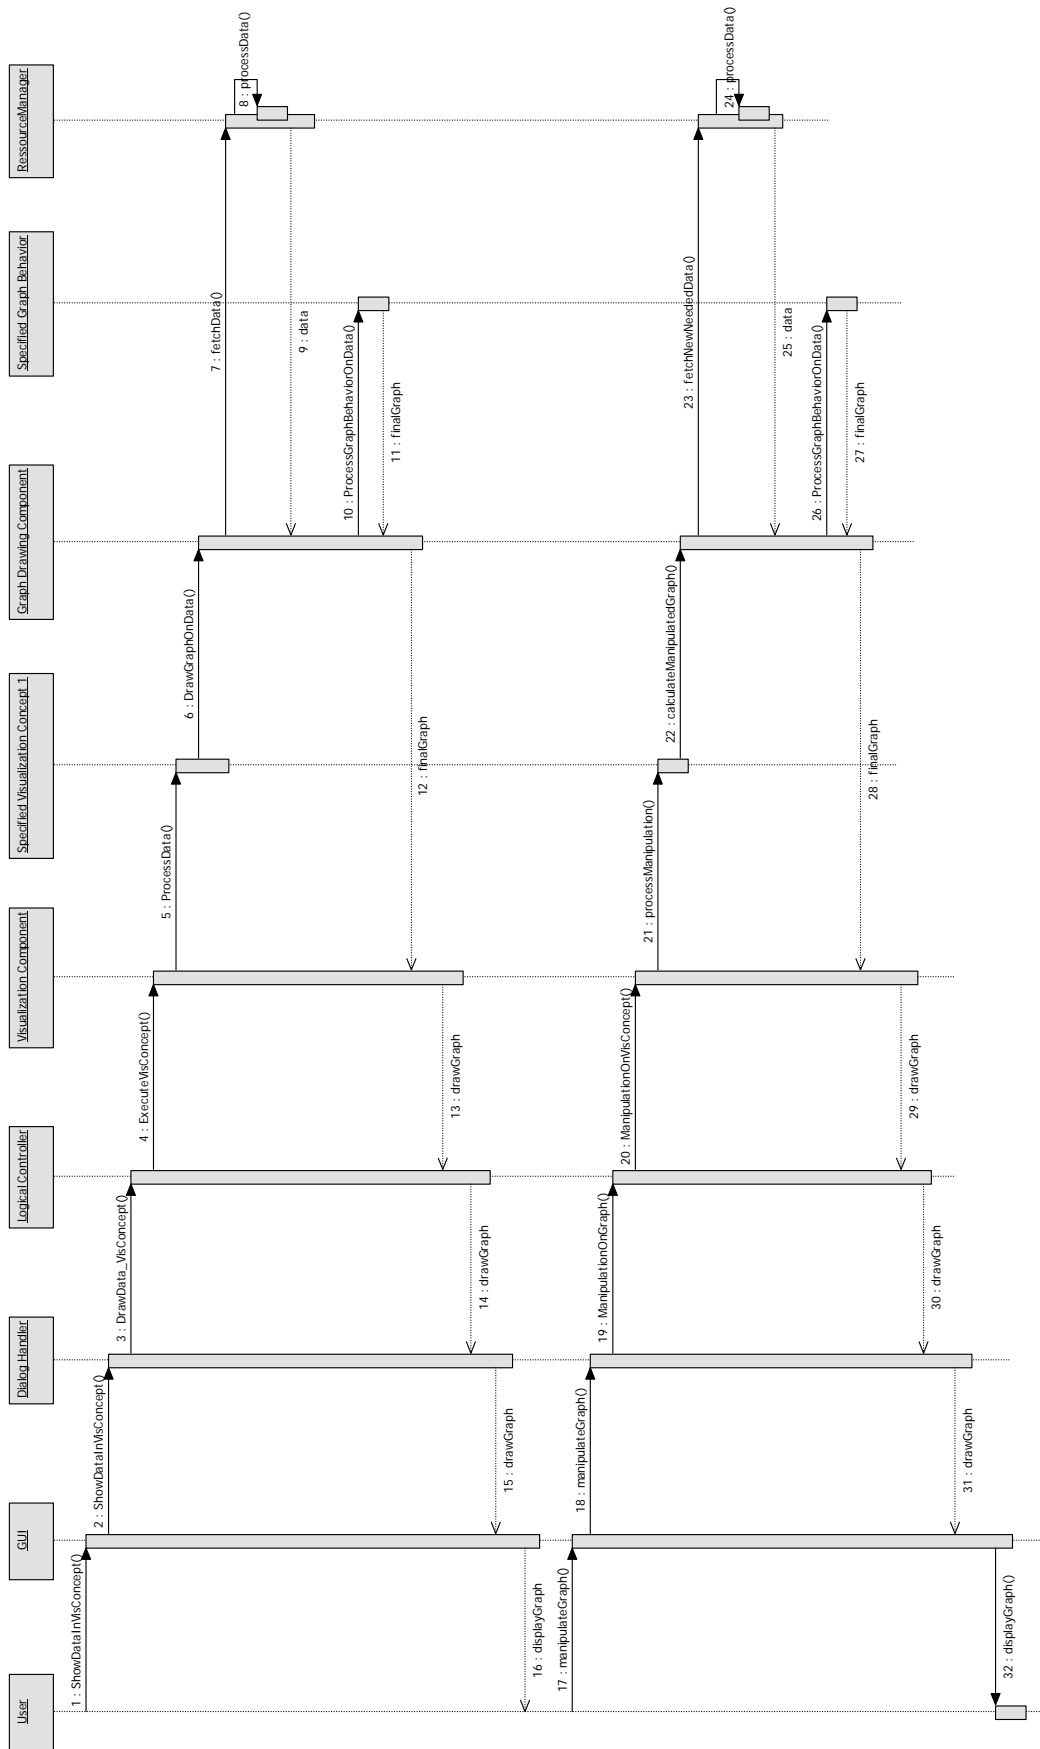 User
GUI
Dialog Handler
Logical Controller
Visualization Component
Specified Visualization Concept 1
Graph Drawing Component
Specified Graph Behavior
RessourceManager
1 : ShowDataInVisConcept()
2 : ShowDataInVisConcept()
3 : DrawData_VisConcept()
4 : ExecuteVisConcept()
5 : ProcessData()
6 : DrawGraphOnData()
7 : fetchData()
8 : processData()
9 : data
10 : ProcessGraphBehaviorOnData()
11 : finalGraph
12 : finalGraph
13 : drawGraph
14 : drawGraph
15 : drawGraph
16 : displayGraph
17 : manipulateGraph()
18 : manipulateGraph()
19 : ManipulationOnGraph()
20 : ManipulationOnVisConcept()
21 : processManipulation()
22 : calculateManipulatedGraph()
23 : fetchNewNeededData()
24 : processData()
25 : data
26 : ProcessGraphBehaviorOnData()
27 : finalGraph
28 : finalGraph
29 : drawGraph
30 : drawGraph
31 : drawGraph
32 : displayGraph()